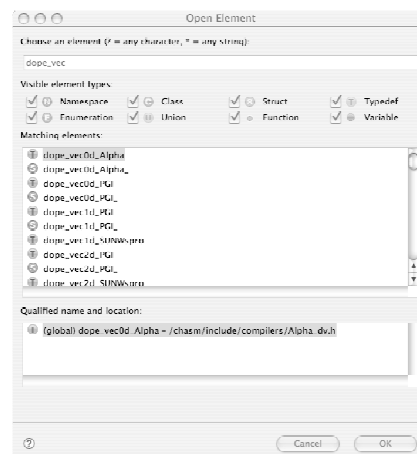 Open Element
Choose an element (? = any character, * = any string):
dope_vec
Visible element types:
Namespace Class Struct Typedef
Enumeration Union Function Variable
Matching elements:
dope_vec0d_Alpha
dope_vec0d_Alpha_
dope_vec0d_PGI
dope_vec0d_PGI_
dope_vec1d_PGI
dope_vec1d_PGI_
dope_vec1d_SUNWspro
dope_vec2d_PGI
dope_vec2d_PGI_
dope_vec2d_SUNWspro
Qualified name and location:
(global) dope_vec0d_Alpha - /chasm/include/compilers/Alpha_dv.h
Cancel OK